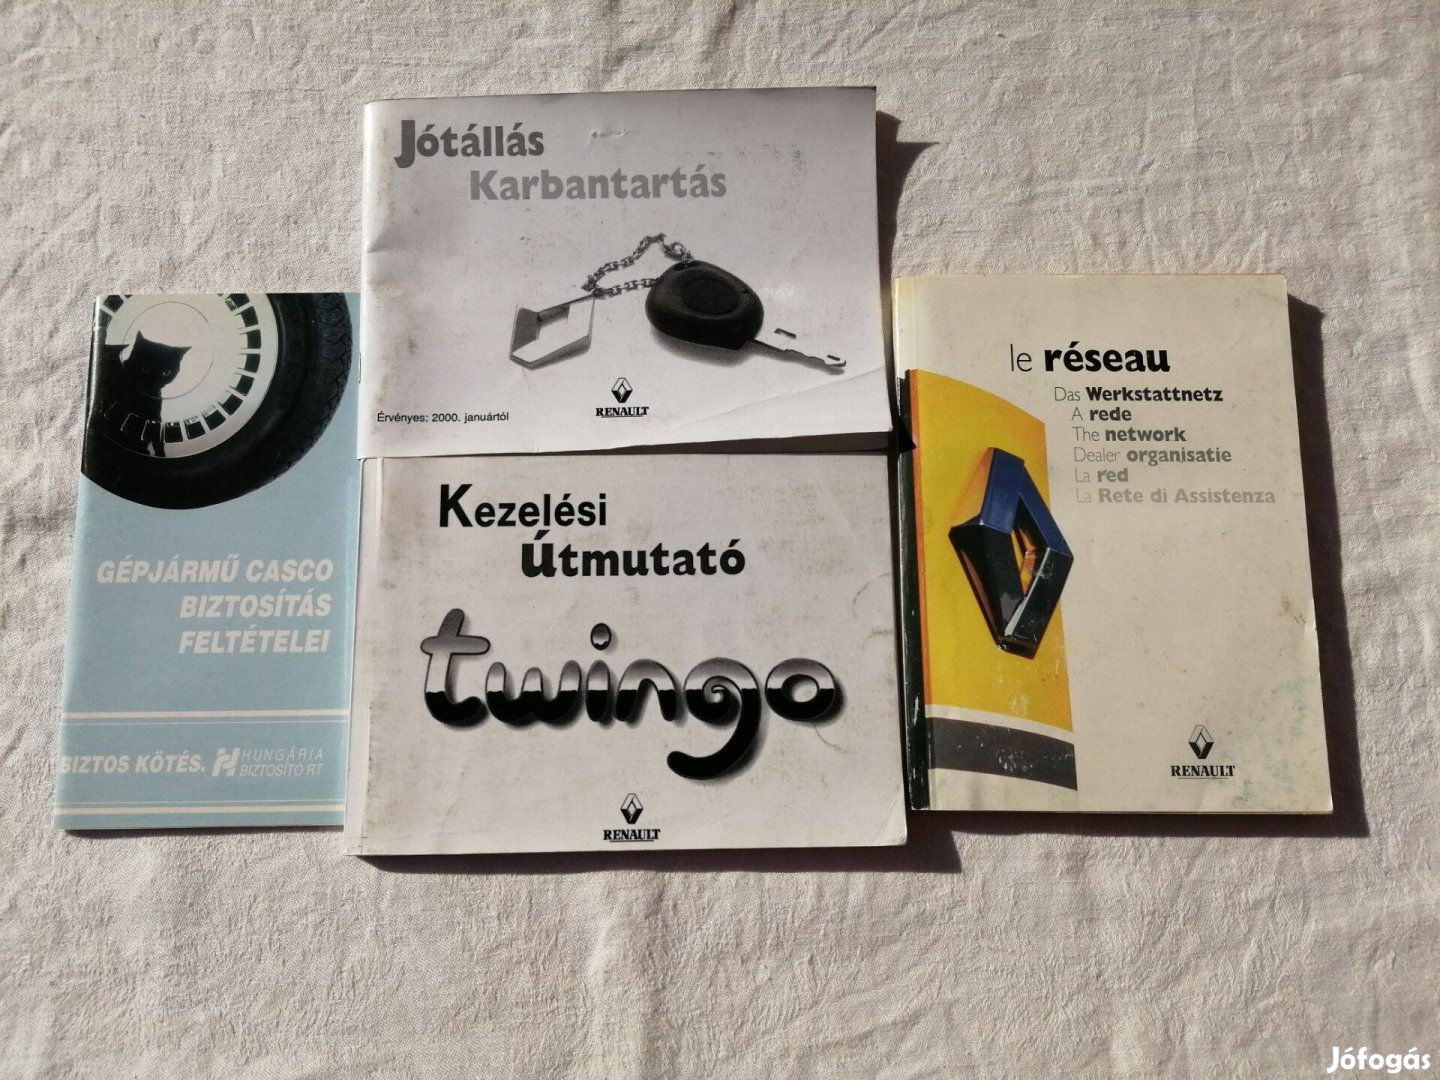 Jótállás
Karbantartás
Érvényes: 2000. januártól
RENAULT
GÉPJÁRMŰ CASCO
BIZTOSÍTÁS
FELTÉTELEI
BIZTOS KÖTÉS.
HUNGÁRIA
BIZTOSÍTÓ RT
Kezelési
útmutató
twingo
RENAULT
le réseau
Das Werkstattnetz
A rede
The network
Dealer organisatie
La red
La Rete di Assistenza
RENAULT
Jófogás